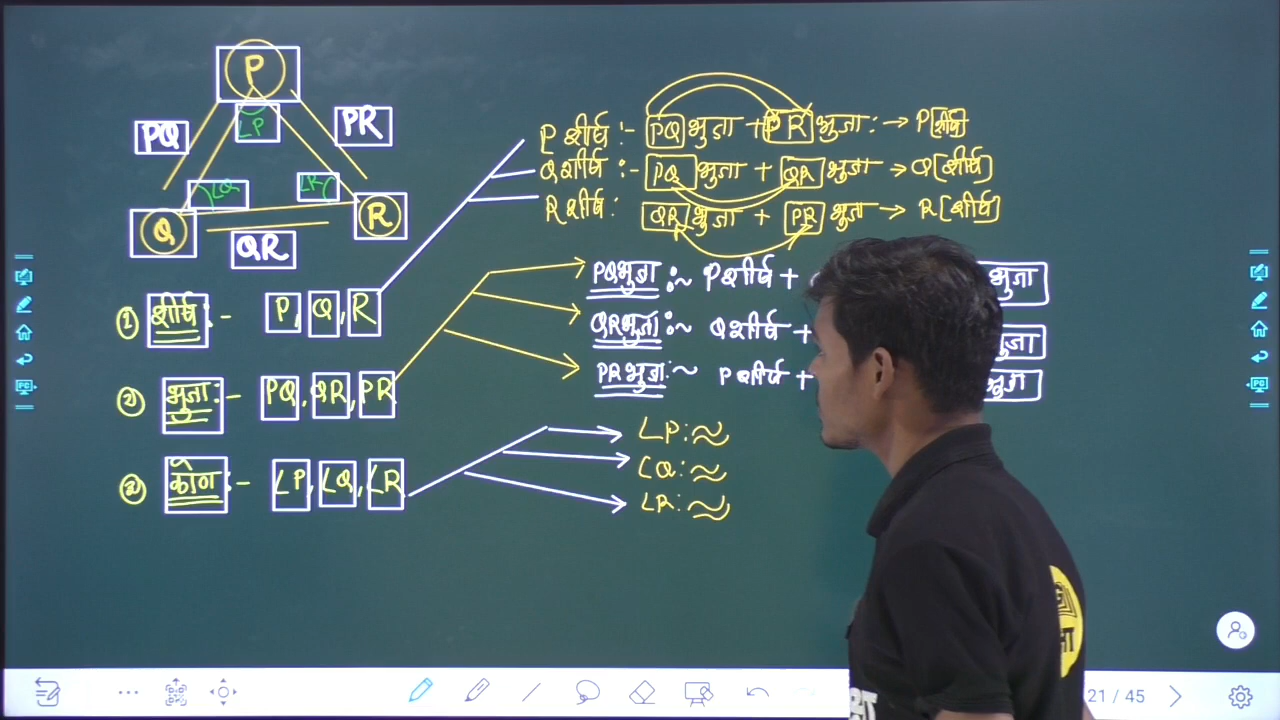 P
PQ
∠P
PR
∠Q
∠R
Q
R
QR
P शीर्ष :- PQ भुजा + PR भुजा :→ P [शीर्ष]
Q शीर्ष :- PQ भुजा + QR भुजा → Q [शीर्ष]
R शीर्ष : QR भुजा + PR भुजा → R [शीर्ष]
① शीर्ष :- P, Q, R
PQ भुजा :~ P शीर्ष + भुजा
QR भुजा :~ Q शीर्ष + जा
PR भुजा :~ P शीर्ष +
② भुजा :- PQ, QR, PR
∠P :~
∠Q :~
∠R :~
कोन :- ∠P, ∠Q, ∠R
21 / 45